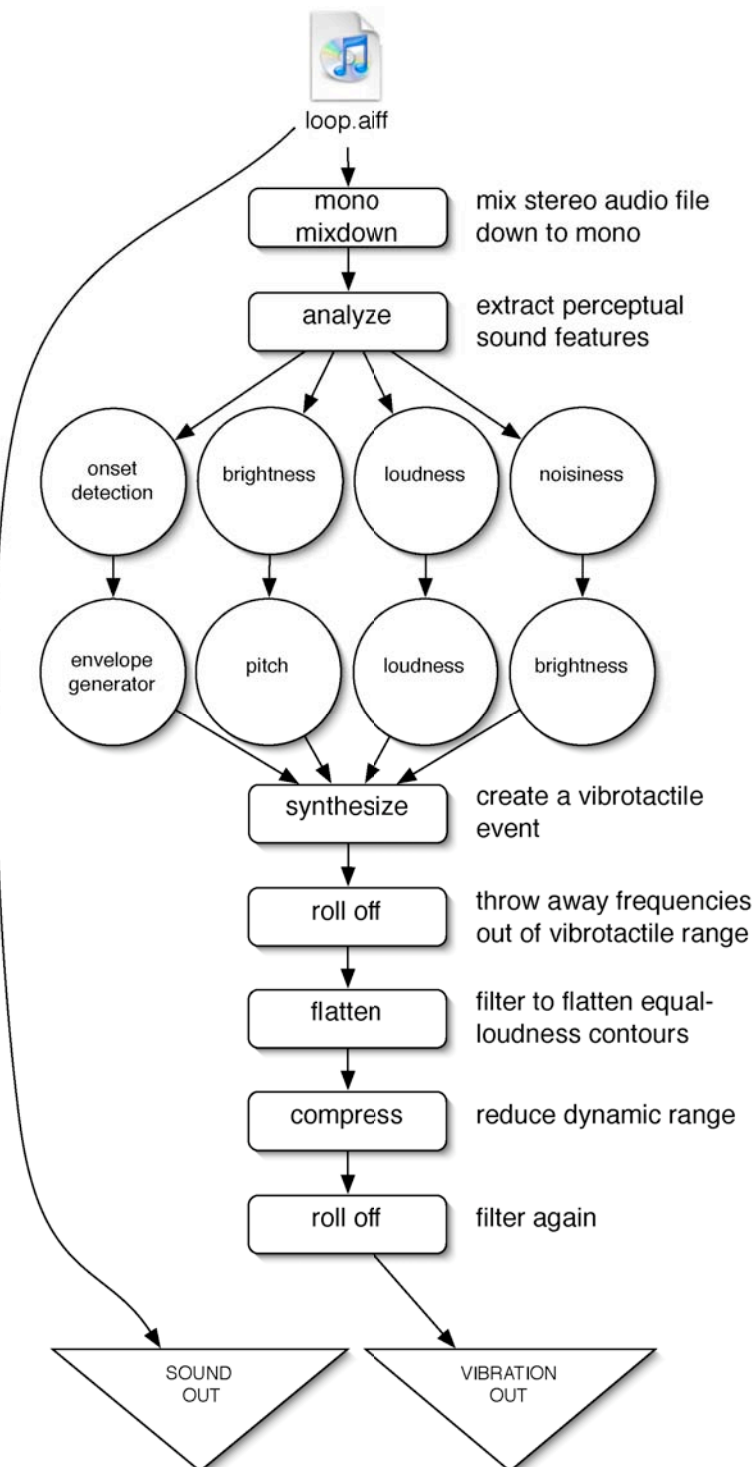 loop.aiff
mono
mixdown
mix stereo audio file
down to mono
analyze
extract perceptual
sound features
onset
detection
brightness
loudness
noisiness
envelope
generator
pitch
loudness
brightness
synthesize
create a vibrotactile
event
roll off
throw away frequencies
out of vibrotactile range
flatten
filter to flatten equal-
loudness contours
compress
reduce dynamic range
roll off
filter again
SOUND
OUT
VIBRATION
OUT